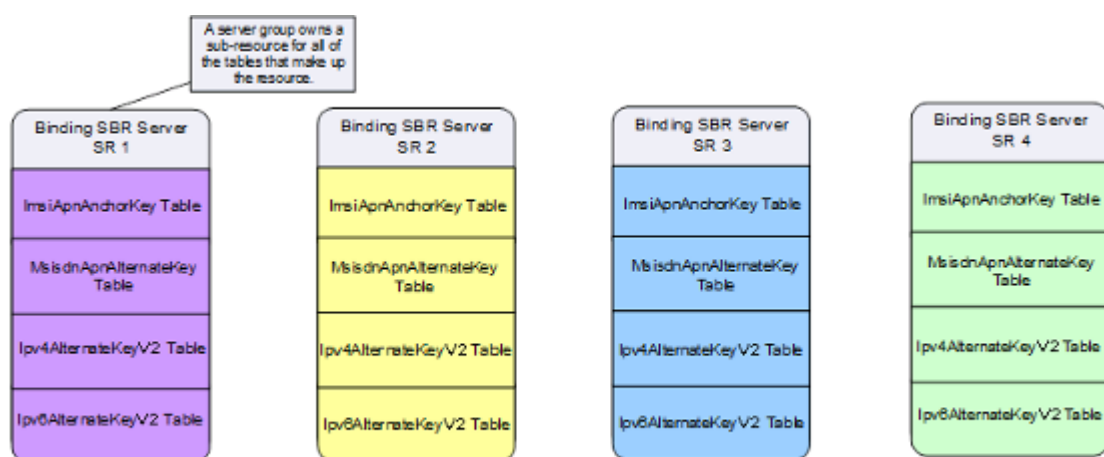 A server group owns a
sub-resource for all of
the tables that make up
the resource.
Binding SBR Server
SR 1
ImsiApnAnchorKey Table
MsisdnApnAlternateKey
Table
Ipv4AlternateKeyV2 Table
Ipv6AlternateKeyV2 Table
Binding SBR Server
SR 2
ImsiApnAnchorKey Table
MsisdnApnAlternateKey
Table
Ipv4AlternateKeyV2 Table
Ipv6AlternateKeyV2 Table
Binding SBR Server
SR 3
ImsiApnAnchorKey Table
MsisdnApnAlternateKey
Table
Ipv4AlternateKeyV2 Table
Ipv6AlternateKeyV2 Table
Binding SBR Server
SR 4
ImsiApnAnchorKey Table
MsisdnApnAlternateKey
Table
Ipv4AlternateKeyV2 Table
Ipv6AlternateKeyV2 Table